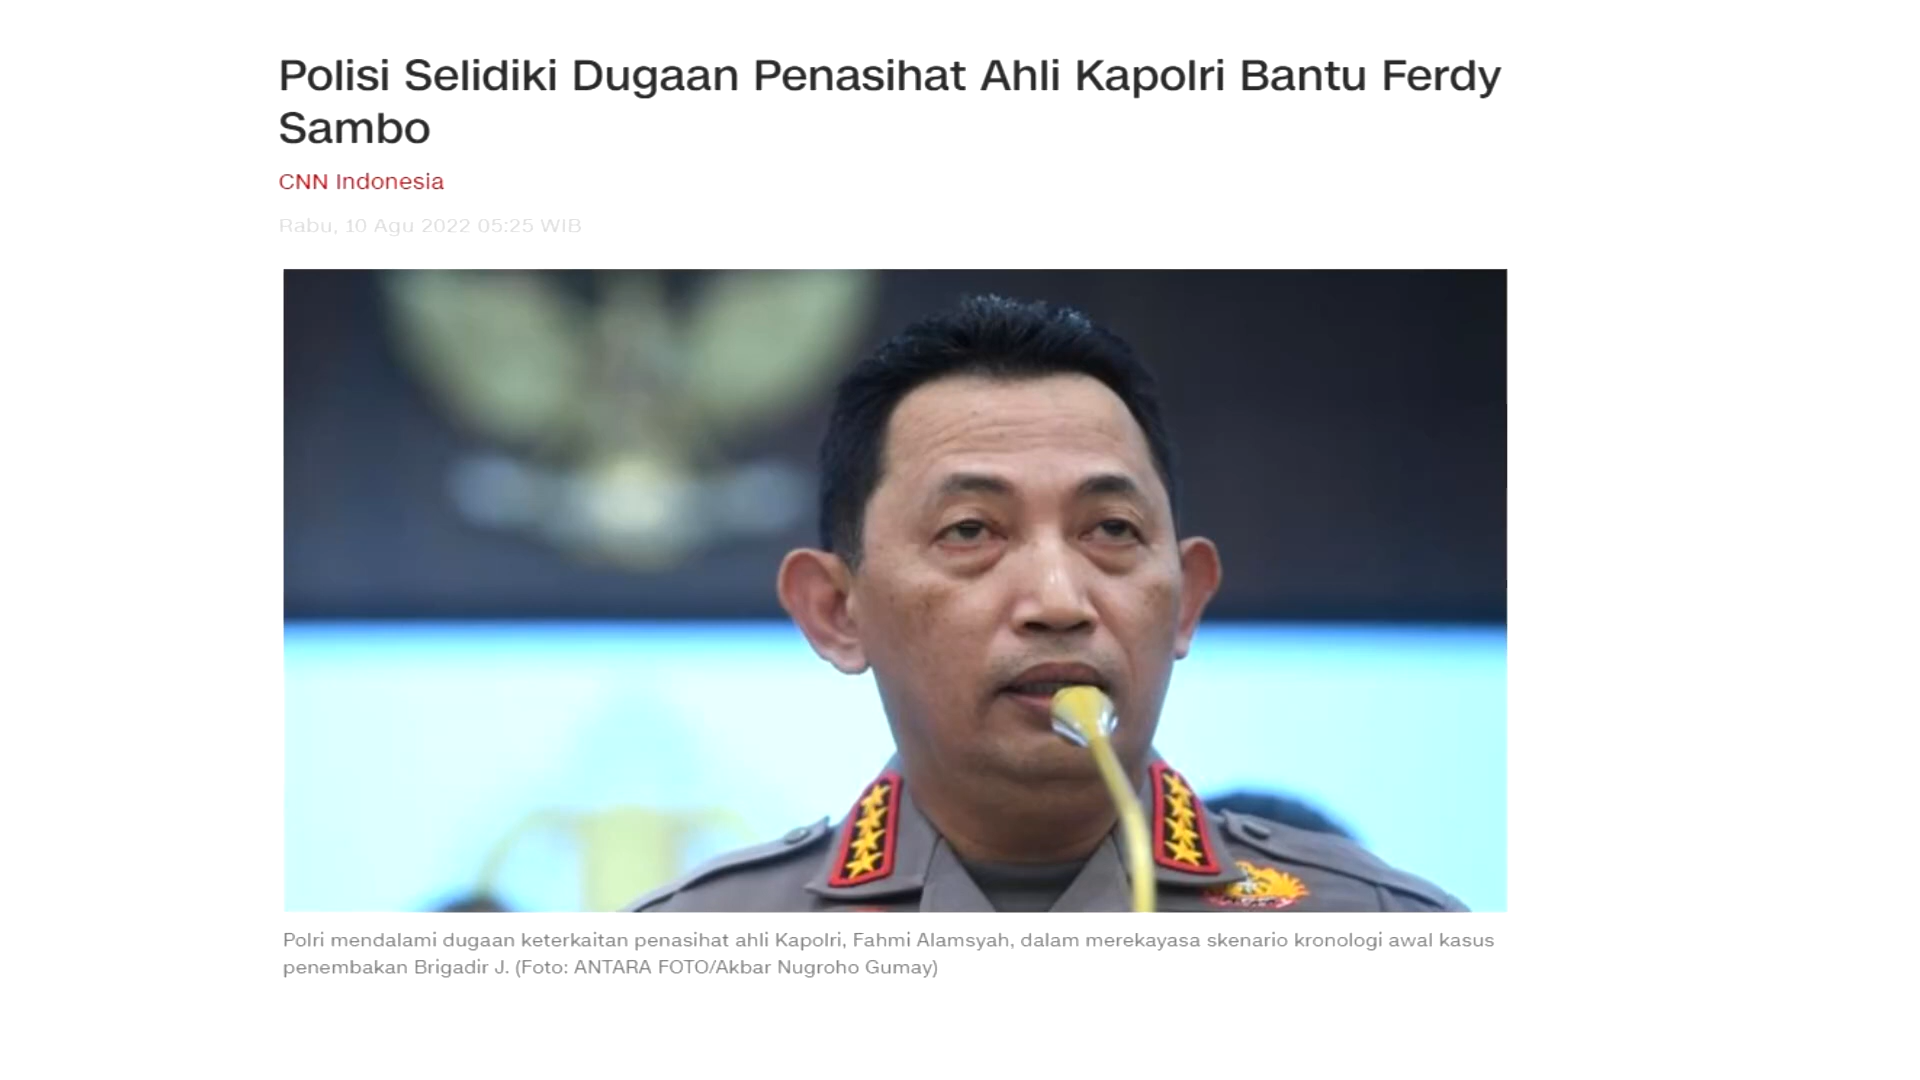 Polisi Selidiki Dugaan Penasihat Ahli Kapolri Bantu Ferdy
Sambo
CNN Indonesia
Rabu, 10 Agu 2022 05:25 WIB
Polri mendalami dugaan keterkaitan penasihat ahli Kapolri, Fahmi Alamsyah, dalam merekayasa skenario kronologi awal kasus
penembakan Brigadir J. (Foto: ANTARA FOTO/Akbar Nugroho Gumay)